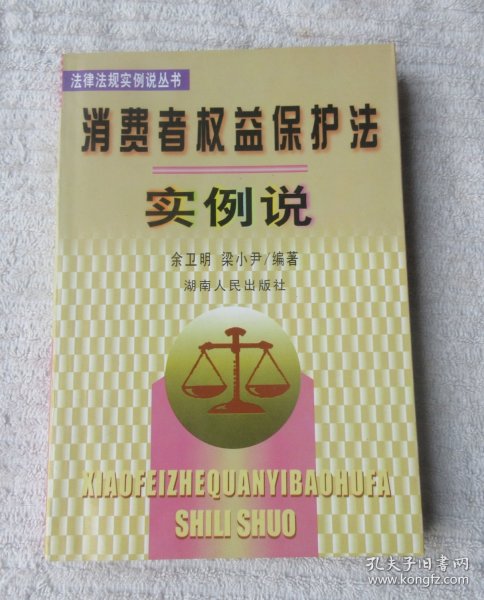 法律法规实例说丛书
消费者权益保护法
实例说
余卫明 梁小尹/编著
湖南人民出版社
XIAOFEIZHEQUANYIBAOHUFA
SHILI SHUO
孔夫子旧书网
www.kongfz.com